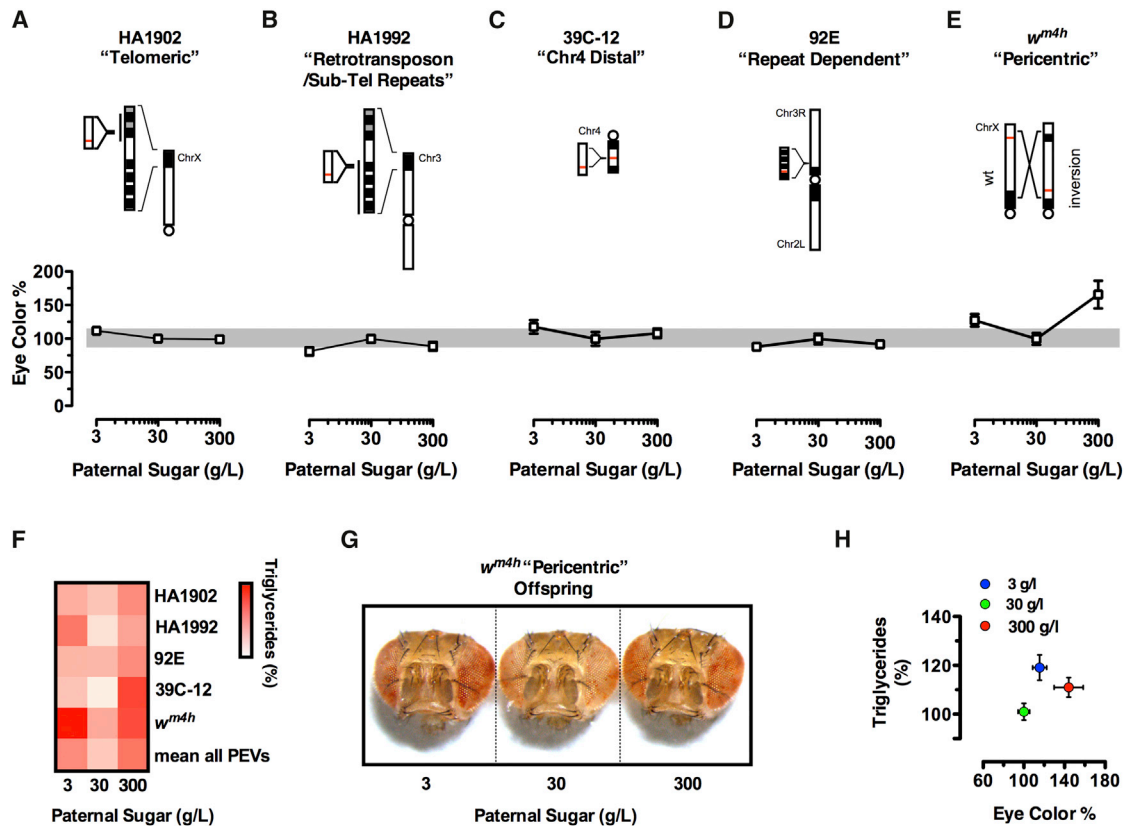 A
HA1902
“Telomeric”
ChrX
B
HA1992
“Retrotransposon
/Sub-Tel Repeats”
Chr3
C
39C-12
“Chr4 Distal”
Chr4
D
92E
“Repeat Dependent”
Chr3R
Chr2L
E
w^m4h
“Pericentric”
ChrX
wt
inversion
Eye Color %
200
150
100
50
0
3 30 300
Paternal Sugar (g/L)
3 30 300
Paternal Sugar (g/L)
3 30 300
Paternal Sugar (g/L)
3 30 300
Paternal Sugar (g/L)
3 30 300
Paternal Sugar (g/L)
F
HA1902
HA1992
92E
39C-12
w^m4h
mean all PEVs
3 30 300
Paternal Sugar (g/L)
Triglycerides
(%)
G
w^m4h “Pericentric”
Offspring
3 30 300
Paternal Sugar (g/L)
H
3 g/l
30 g/l
300 g/l
Triglycerides
(%)
140
120
100
60 100 140 180
Eye Color %